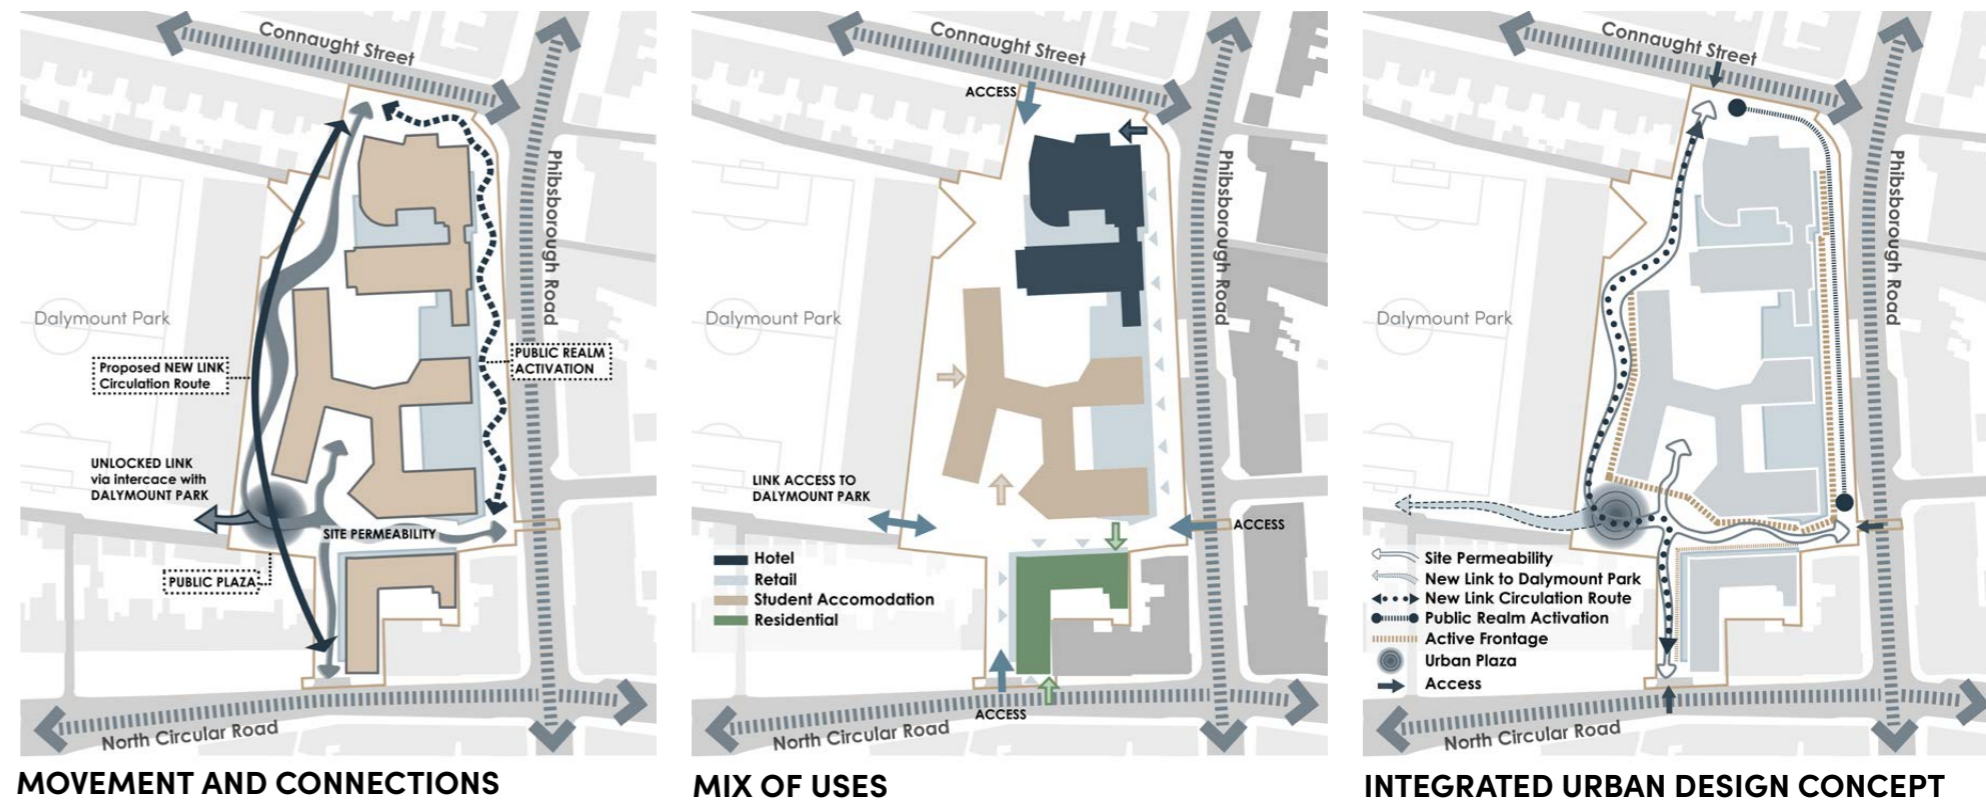 Connaught Street
Phibsborough Road
Dalymount Park
Proposed NEW LINK
Circulation Route
PUBLIC REALM
ACTIVATION
UNLOCKED LINK
via intercace with
DALYMOUNT PARK
SITE PERMEABILITY
PUBLIC PLAZA
North Circular Road
MOVEMENT AND CONNECTIONS
Connaught Street
ACCESS
Phibsborough Road
Dalymount Park
LINK ACCESS TO
DALYMOUNT PARK
ACCESS
Hotel
Retail
Student Accomodation
Residential
ACCESS
North Circular Road
MIX OF USES
Connaught Street
Phibsborough Road
Dalymount Park
Site Permeability
New Link to Dalymount Park
New Link Circulation Route
Public Realm Activation
Active Frontage
Urban Plaza
Access
North Circular Road
INTEGRATED URBAN DESIGN CONCEPT